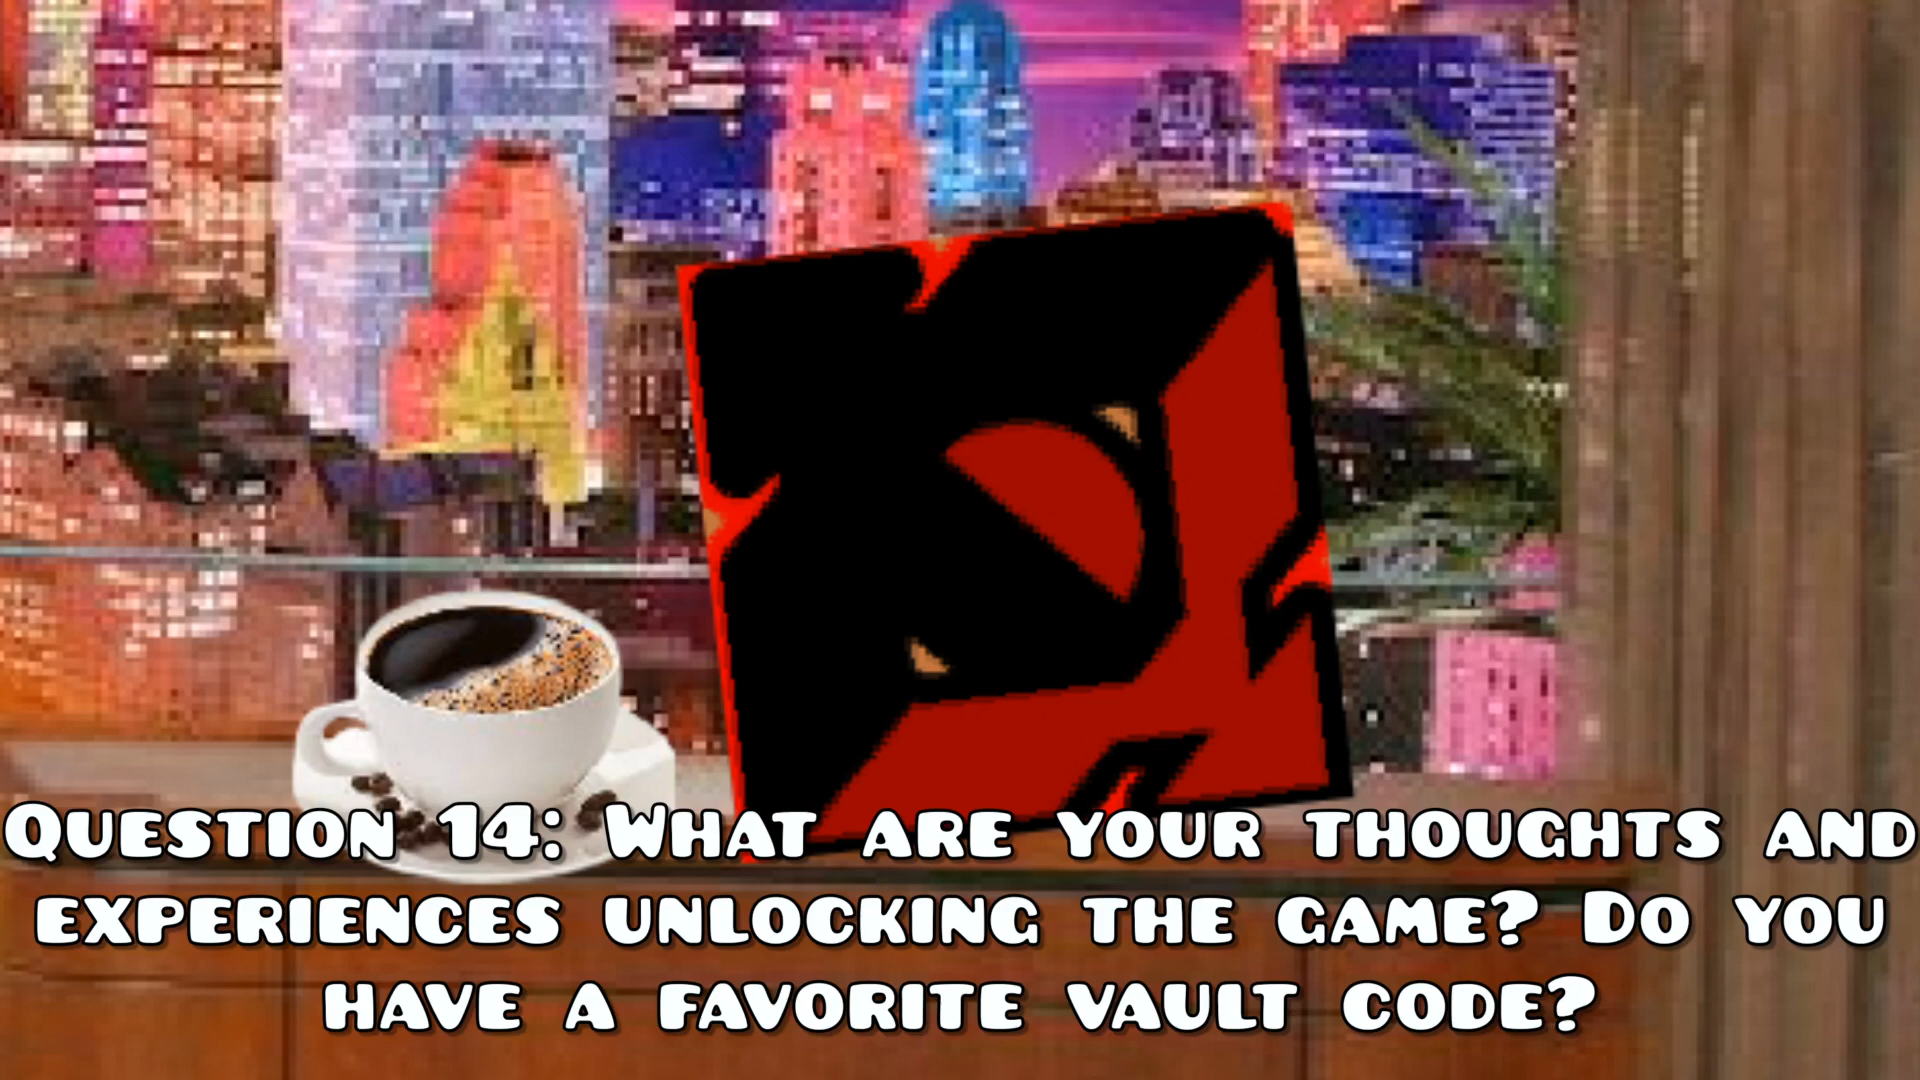 Question 14: What are your thoughts and
experiences unlocking the game? Do you
have a favorite vault code?